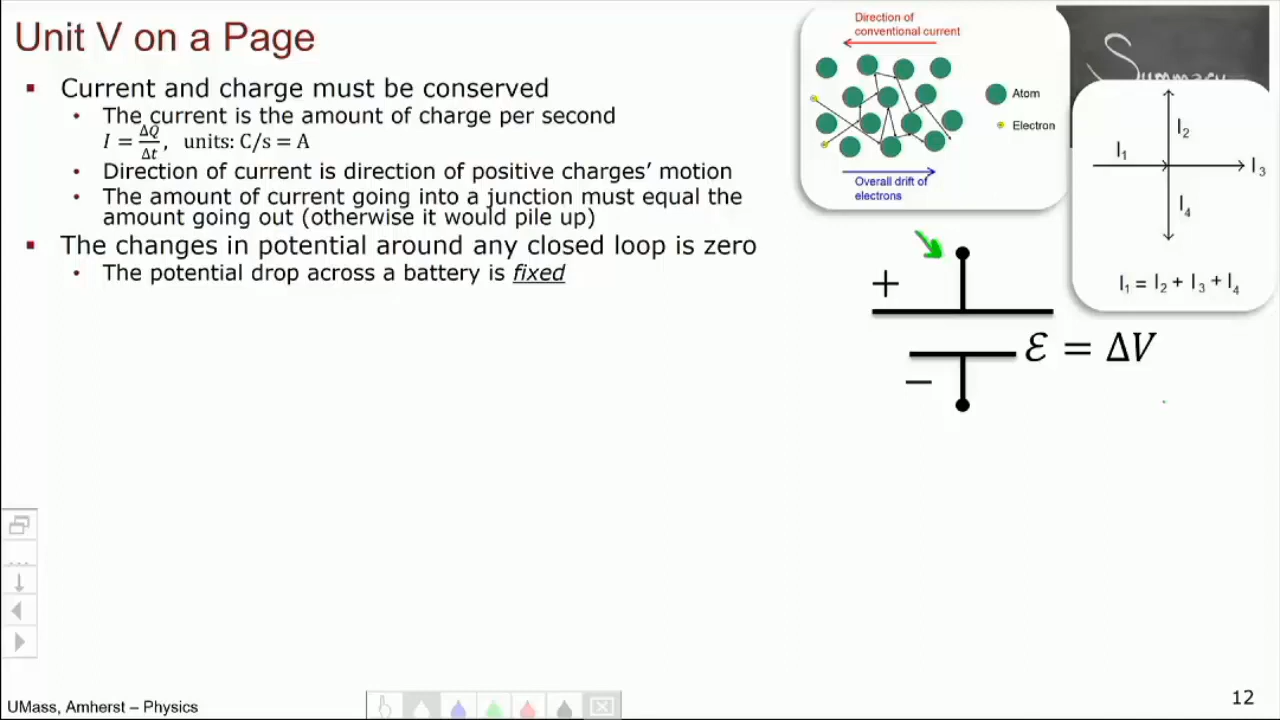 Unit V on a Page
Current and charge must be conserved
The current is the amount of charge per second
I = ΔQ/Δt, units: C/s = A
Direction of current is direction of positive charges' motion
The amount of current going into a junction must equal the
amount going out (otherwise it would pile up)
The changes in potential around any closed loop is zero
The potential drop across a battery is fixed
Direction of
conventional current
Atom
Electron
Overall drift of
electrons
Summary
I₂
I₁
I₃
I₄
I₁ = I₂ + I₃ + I₄
+
ℰ = ΔV
−
UMass, Amherst – Physics
12